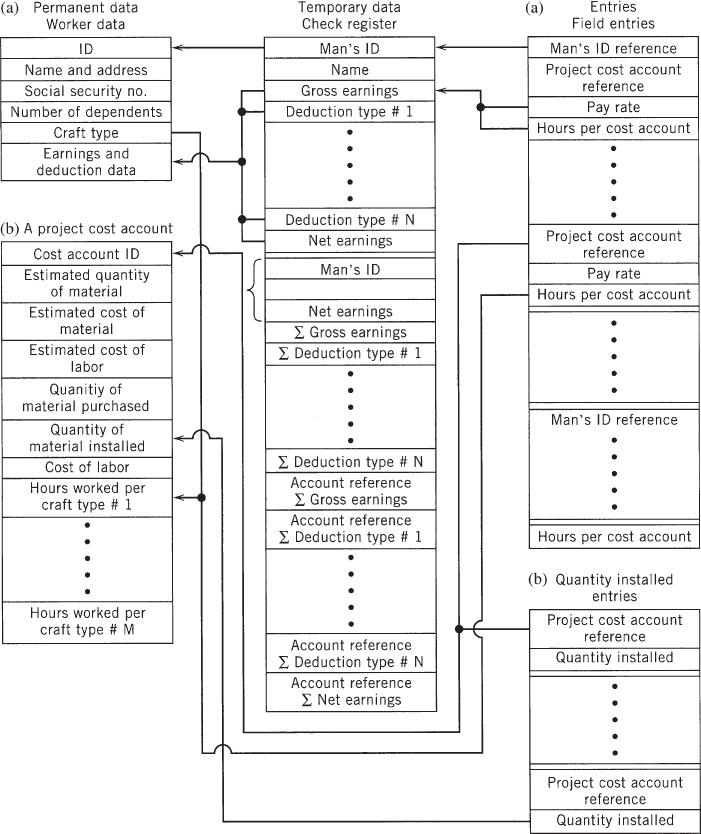 (a) Permanent data
Worker data
ID
Name and address
Social security no.
Number of dependents
Craft type
Earnings and
deduction data
(b) A project cost account
Cost account ID
Estimated quantity
of material
Estimated cost of
material
Estimated cost of
labor
Quanitiy of
material purchased
Quantity of
material installed
Cost of labor
Hours worked per
craft type # 1
Hours worked per
craft type # M
Temporary data
Check register
Man's ID
Name
Gross earnings
Deduction type # 1
Deduction type # N
Net earnings
Man's ID
Net earnings
Σ Gross earnings
Σ Deduction type # 1
Σ Deduction type # N
Account reference
Σ Gross earnings
Account reference
Σ Deduction type # 1
Account reference
Σ Deduction type # N
Account reference
Σ Net earnings
(a) Entries
Field entries
Man's ID reference
Project cost account
reference
Pay rate
Hours per cost account
Project cost account
reference
Pay rate
Hours per cost account
Man's ID reference
Hours per cost account
(b) Quantity installed
entries
Project cost account
reference
Quantity installed
Project cost account
reference
Quantity installed